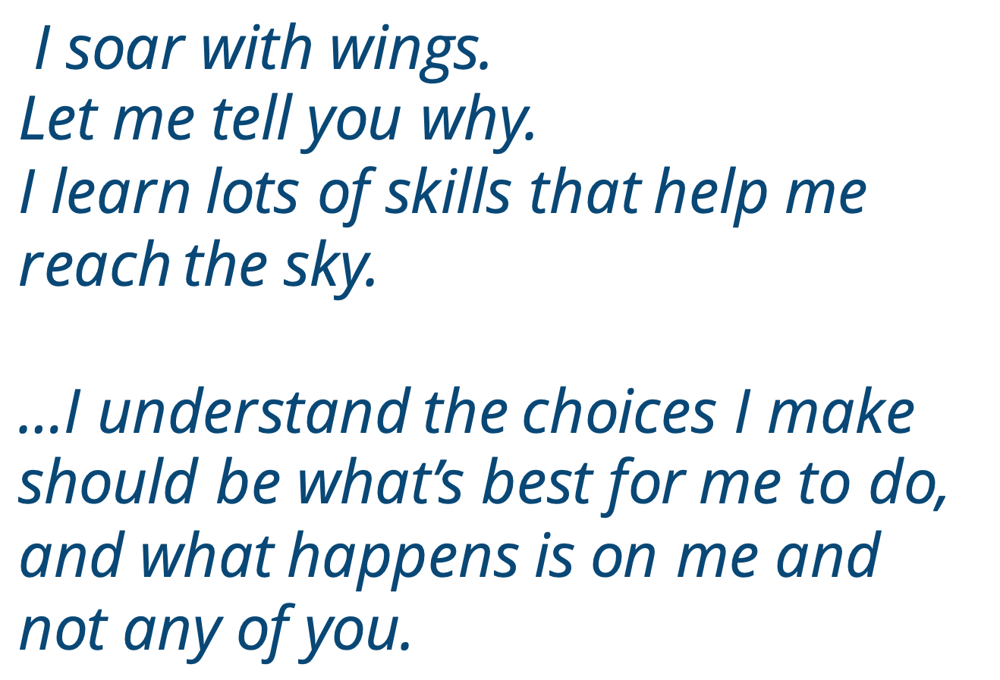 I soar with wings.
Let me tell you why.
I learn lots of skills that help me
reach the sky.
...I understand the choices I make
should be what’s best for me to do,
and what happens is on me and
not any of you.